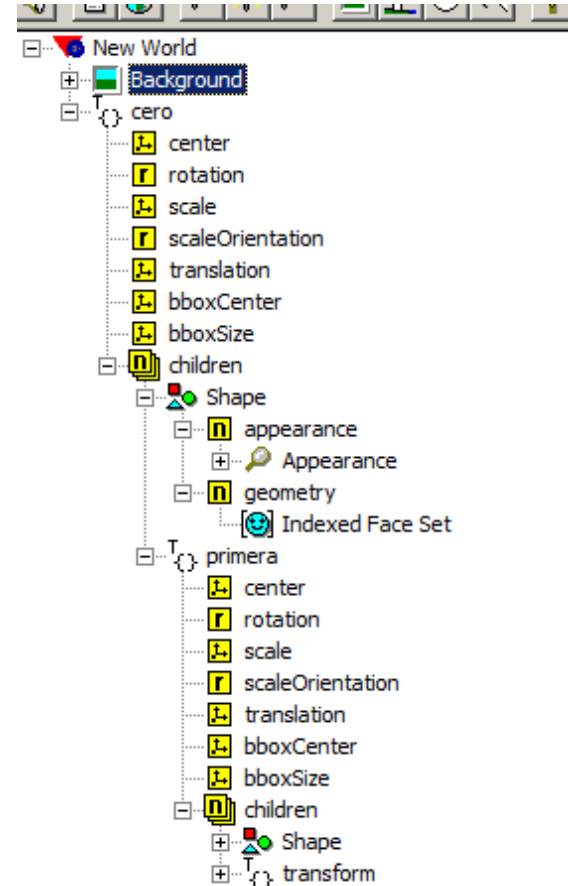 New World
Background
T
cero
center
rotation
scale
scaleOrientation
translation
bboxCenter
bboxSize
children
Shape
appearance
Appearance
geometry
Indexed Face Set
T
primera
center
rotation
scale
scaleOrientation
translation
bboxCenter
bboxSize
children
Shape
T
transform